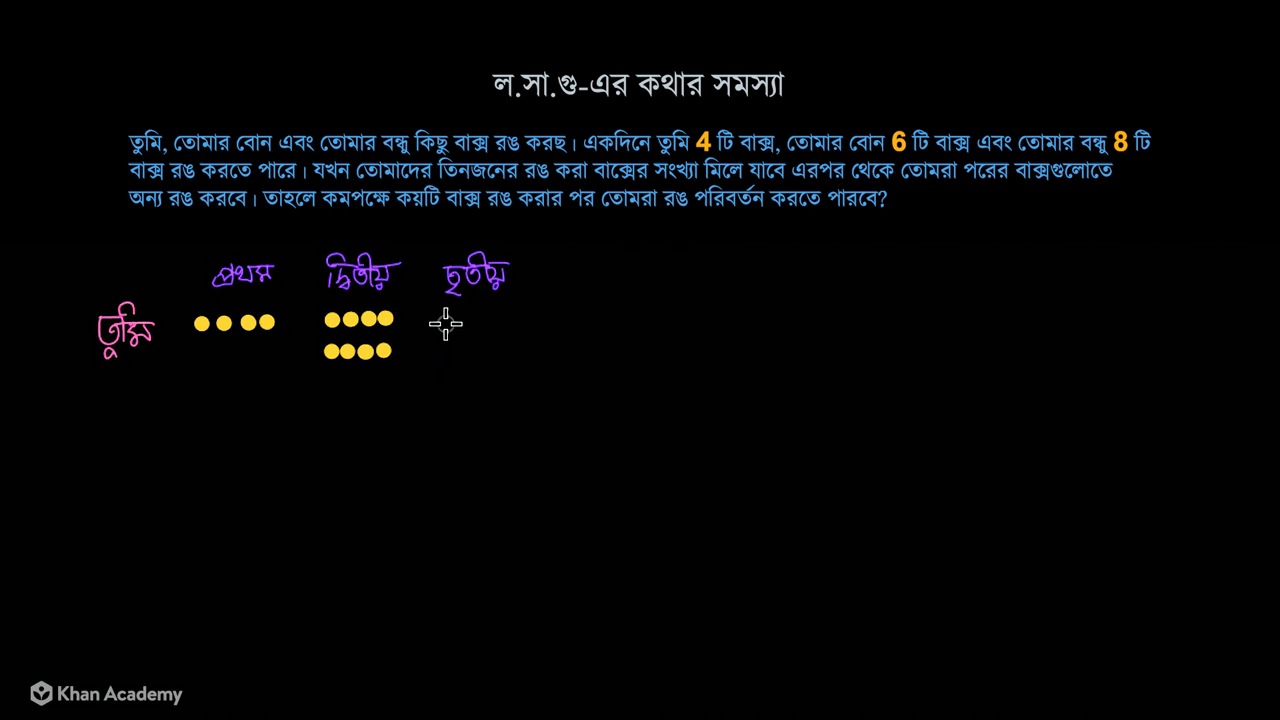 ল.সা.গু-এর কথার সমস্যা
তুমি, তোমার বোন এবং তোমার বন্ধু কিছু বাক্স রঙ করছ। একদিনে তুমি 4 টি বাক্স, তোমার বোন 6 টি বাক্স এবং তোমার বন্ধু 8 টি
বাক্স রঙ করতে পারে। যখন তোমাদের তিনজনের রঙ করা বাক্সের সংখ্যা মিলে যাবে এরপর থেকে তোমরা পরের বাক্সগুলোতে
অন্য রঙ করবে। তাহলে কমপক্ষে কয়টি বাক্স রঙ করার পর তোমরা রঙ পরিবর্তন করতে পারবে?
প্রথম দ্বিতীয় তৃতীয়
তুমি
Khan Academy